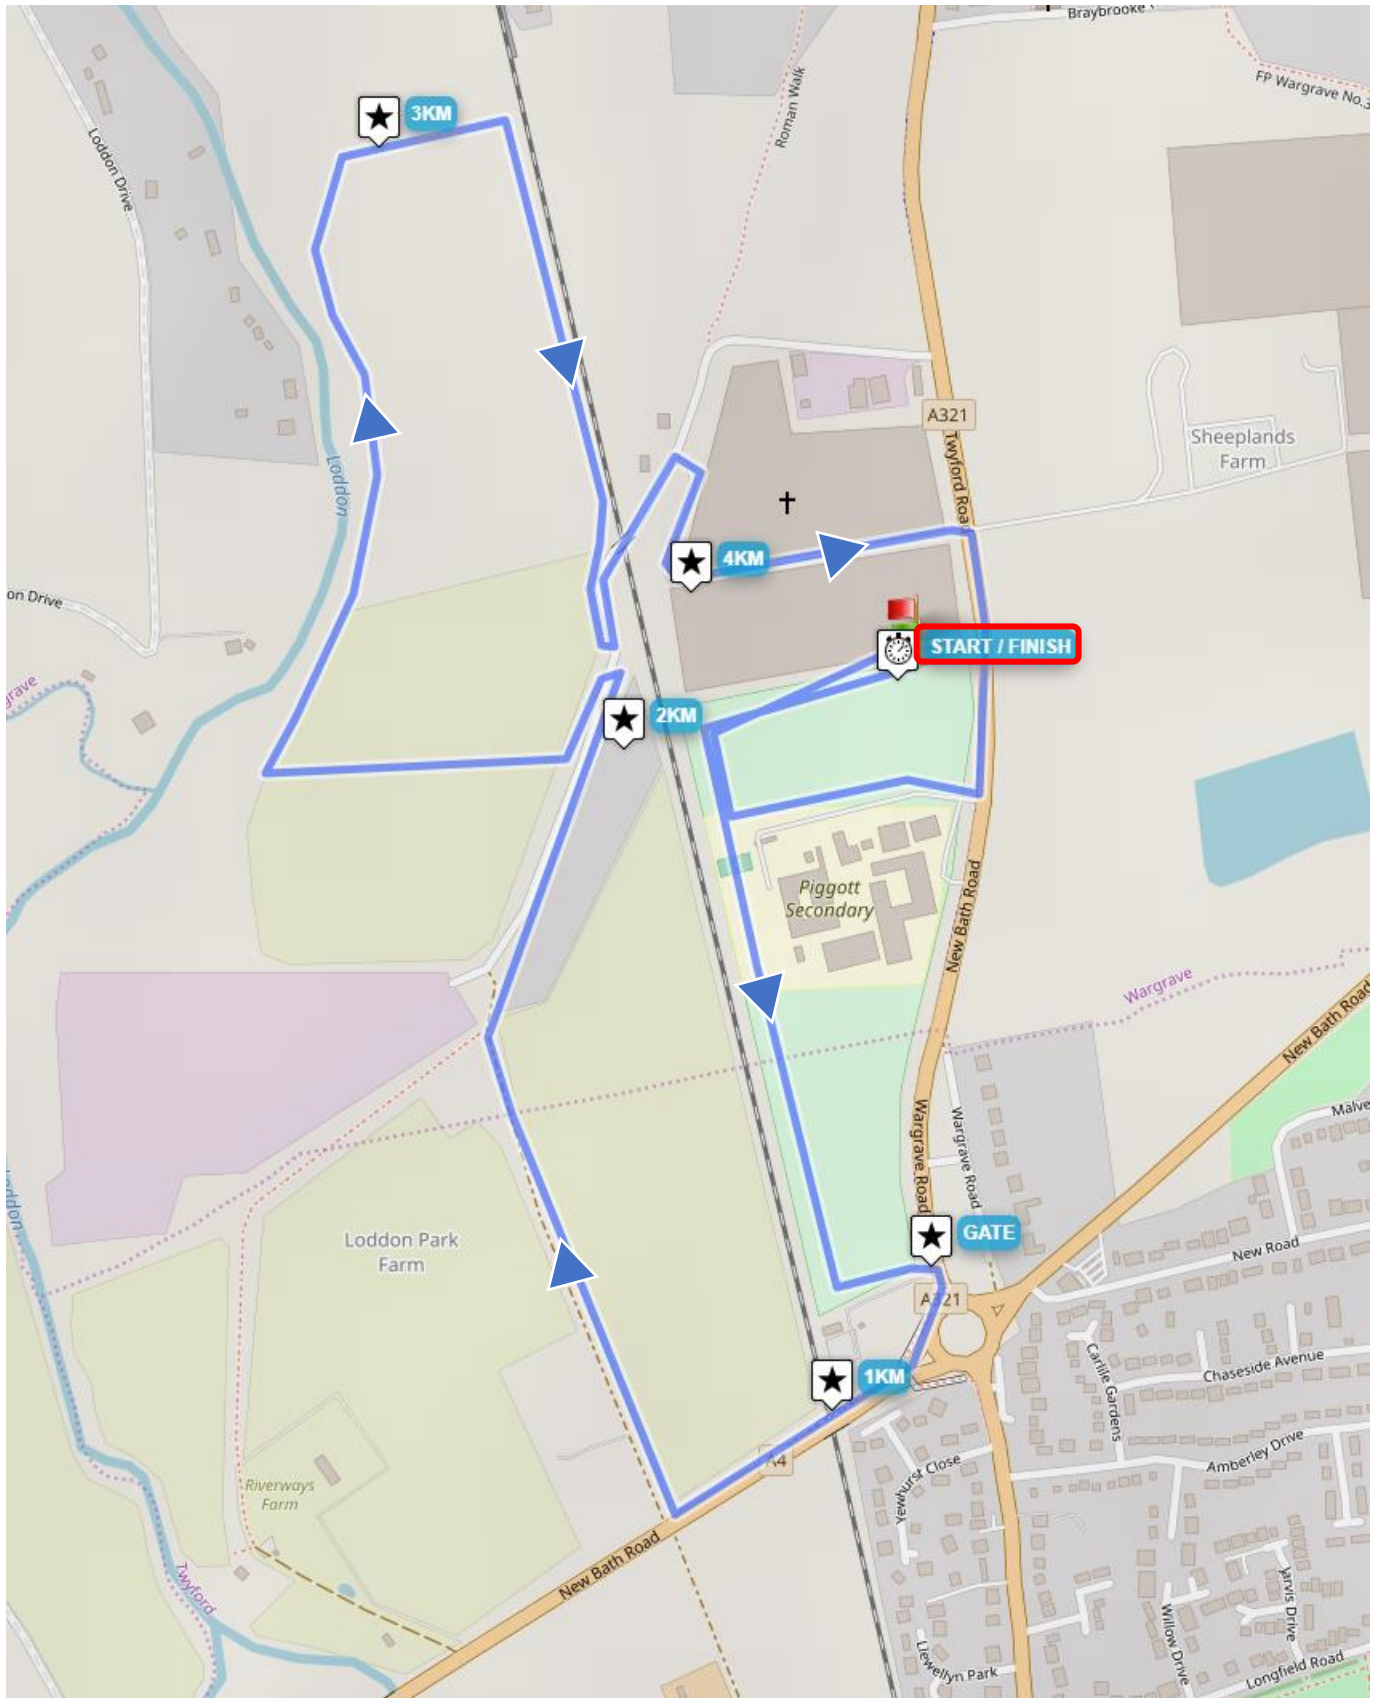 Braybrooke
FP Wargrave No.3
Roman Walk
Loddon Drive
3KM
A321
Twyford Road
Sheeplands
Farm
Loddon
4KM
on Drive
START / FINISH
grave
2KM
Piggott
Secondary
New Bath Road
Wargrave
New Bath Road
Malve
Wargrave Road
Wargrave Road
Loddon Park
Farm
GATE
New Road
A321
Chaseside Avenue
Carlile Gardens
1KM
Amberley Drive
A4
Yewhurst Close
Riverways
Farm
New Bath Road
Twyford
Jarvis Drive
Willow Drive
Llewellyn Park
Longfield Road